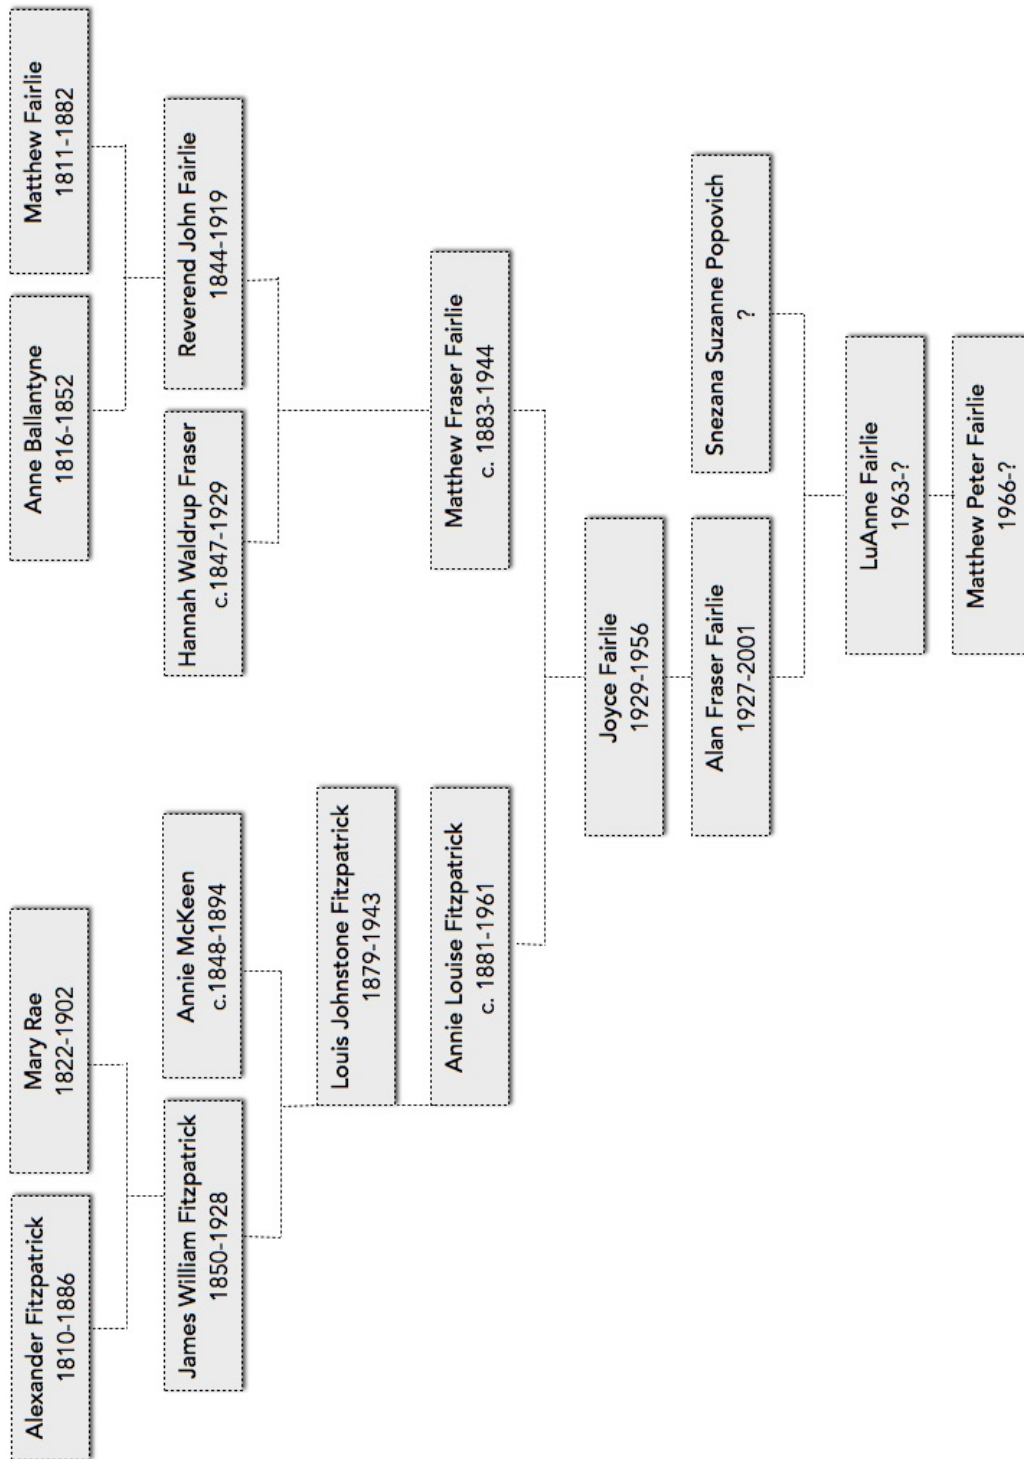 Alexander Fitzpatrick
1810-1886
Mary Rae
1822-1902
Anne Ballantyne
1816-1852
Matthew Fairlie
1811-1882
James William Fitzpatrick
1850-1928
Annie McKeen
c.1848-1894
Hannah Waldrup Fraser
c.1847-1929
Reverend John Fairlie
1844-1919
Louis Johnstone Fitzpatrick
1879-1943
Annie Louise Fitzpatrick
c. 1881-1961
Matthew Fraser Fairlie
c. 1883-1944
Joyce Fairlie
1929-1956
Alan Fraser Fairlie
1927-2001
Snezana Suzanne Popovich
?
LuAnne Fairlie
1963-?
Matthew Peter Fairlie
1966-?